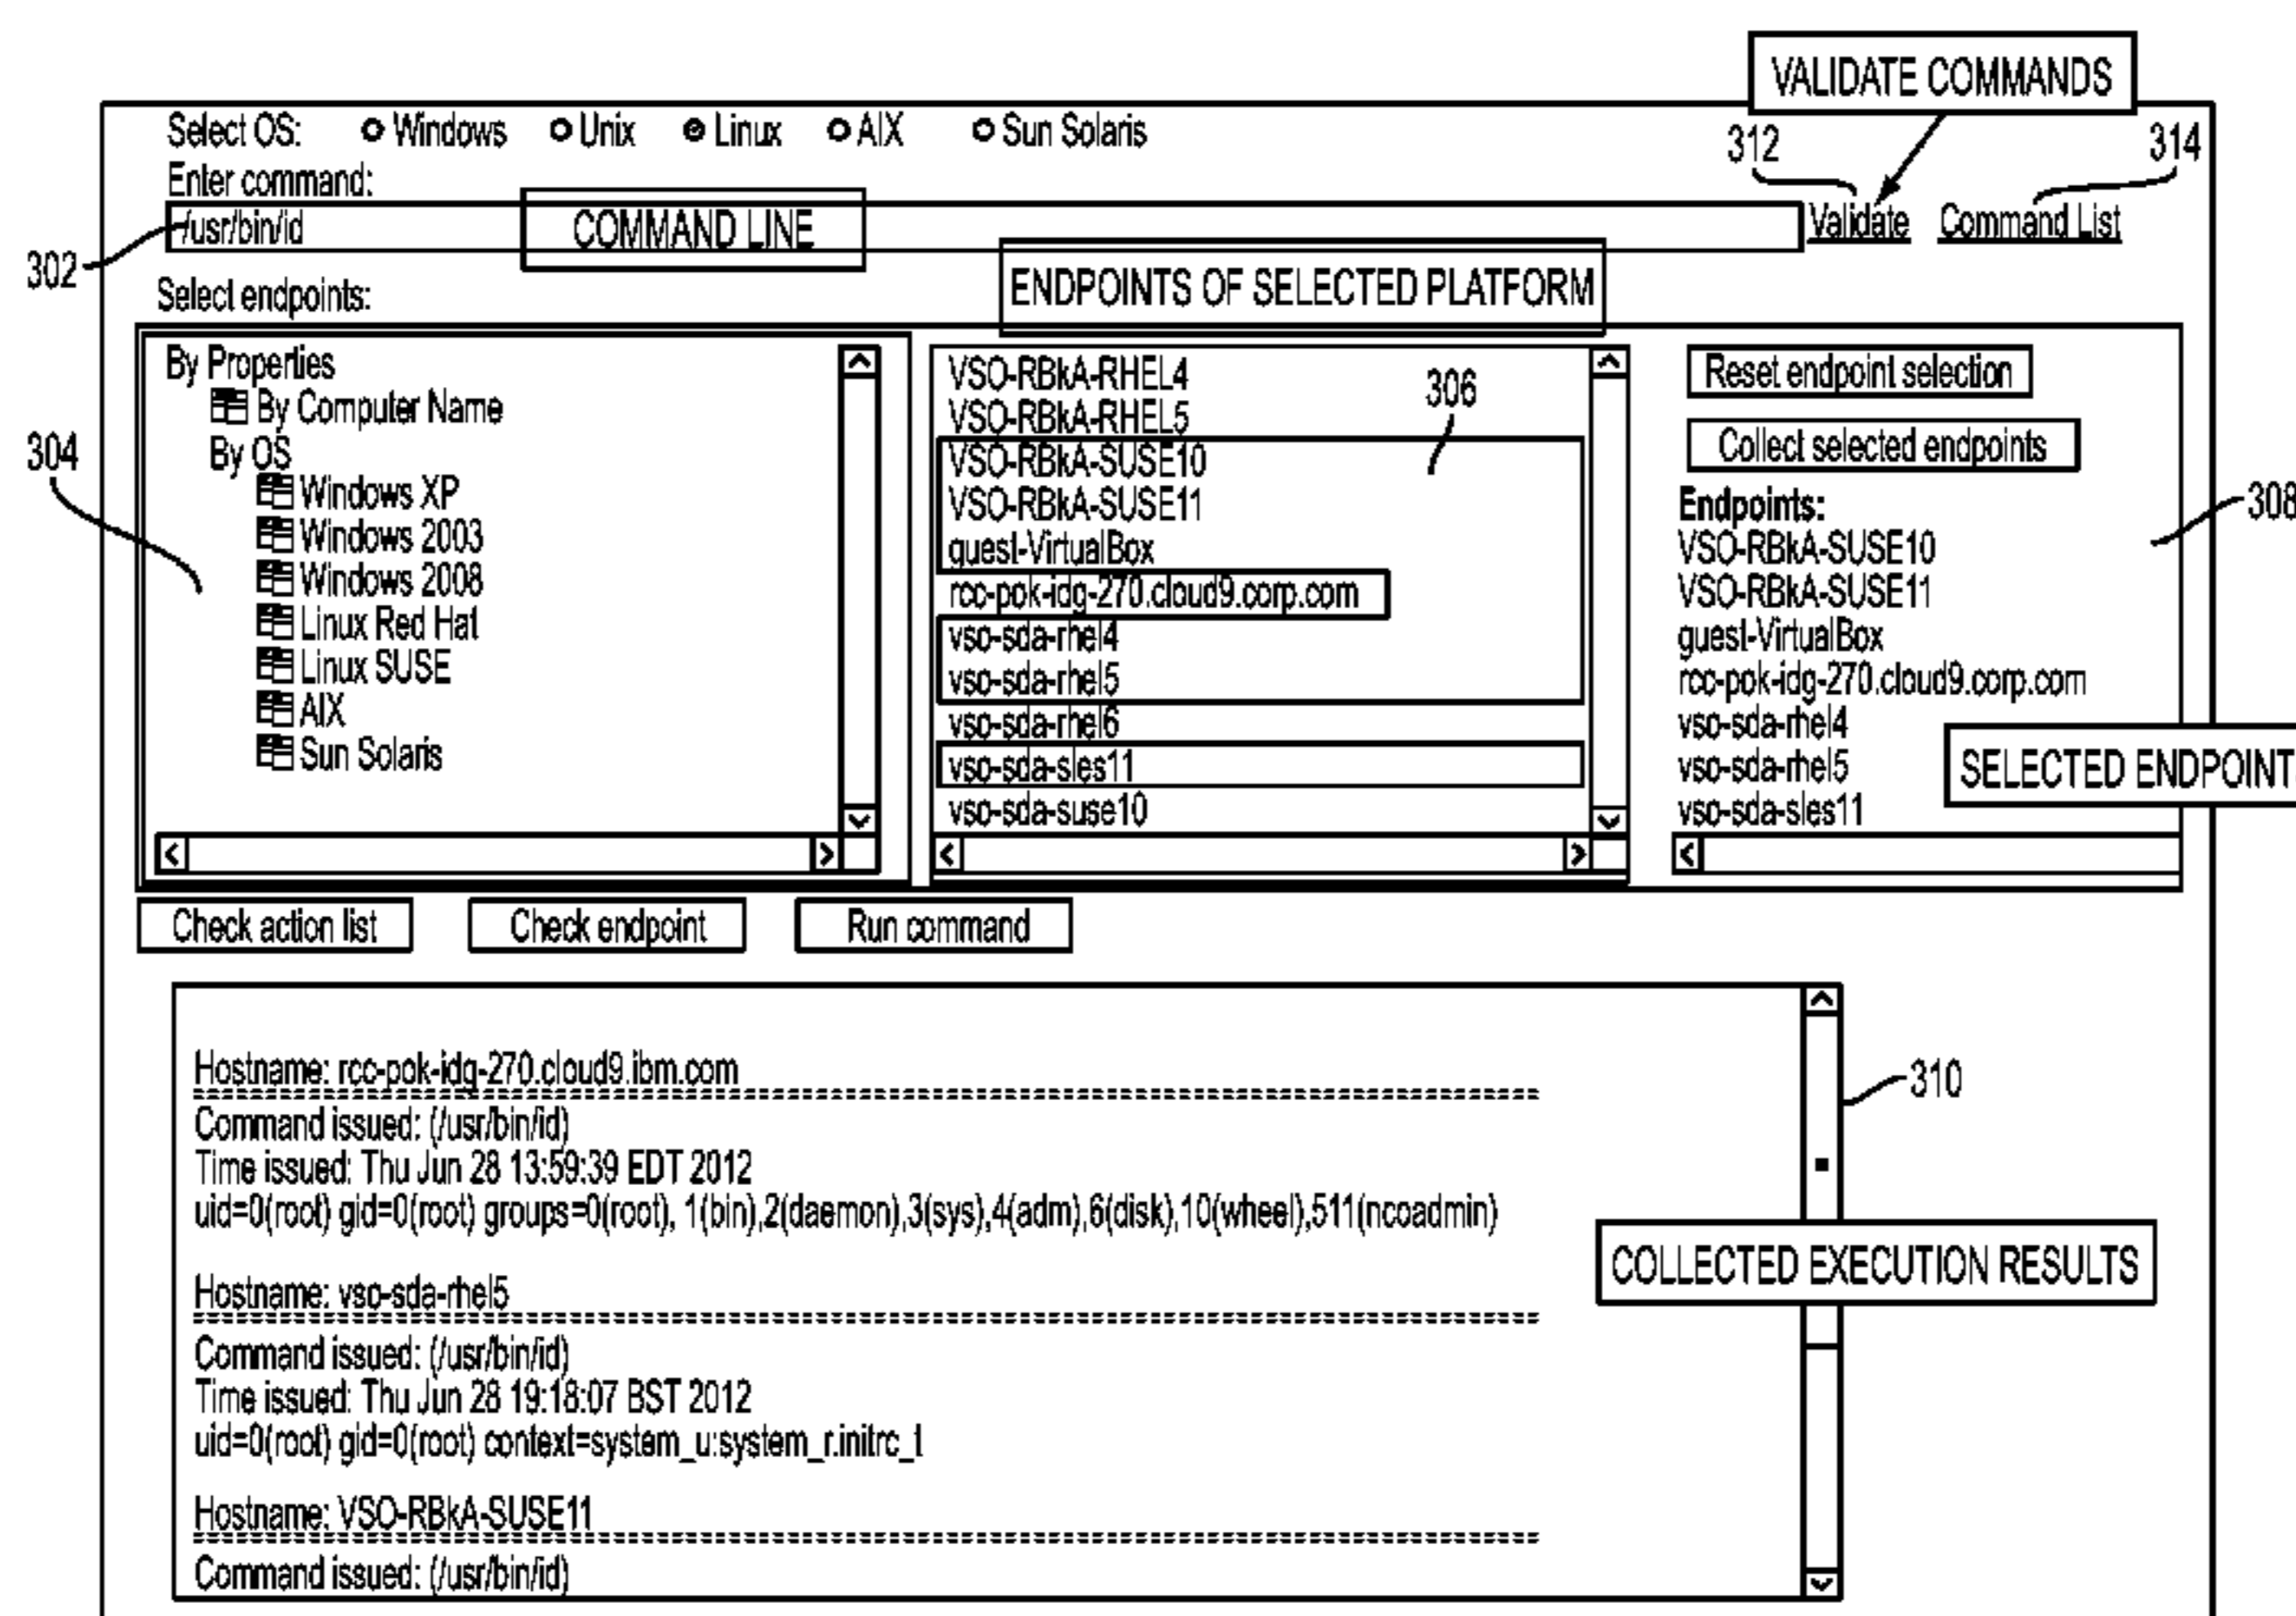 VALIDATE COMMANDS
Select OS: Windows Unix Linux AIX Sun Solaris
312
314
Enter command:
/usr/bin/id
COMMAND LINE
Validate Command List
302
Select endpoints:
ENDPOINTS OF SELECTED PLATFORM
By Properties
By Computer Name
By OS
Windows XP
Windows 2003
Windows 2008
Linux Red Hat
Linux SUSE
AIX
Sun Solaris
304
VSO-RBkA-RHEL4
VSO-RBkA-RHEL5
VSO-RBkA-SUSE10
VSO-RBkA-SUSE11
guest-VirtualBox
rcc-pok-idg-270.cloud9.corp.com
vso-sda-rhel4
vso-sda-rhel5
vso-sda-rhel6
vso-sda-sles11
vso-sda-suse10
306
Reset endpoint selection
Collect selected endpoints
Endpoints:
VSO-RBkA-SUSE10
VSO-RBkA-SUSE11
guest-VirtualBox
rcc-pok-idg-270.cloud9.corp.com
vso-sda-rhel4
vso-sda-rhel5
vso-sda-sles11
308
SELECTED ENDPOINT
Check action list
Check endpoint
Run command
Hostname: rcc-pok-idg-270.cloud9.ibm.com
Command issued: (/usr/bin/id)
Time issued: Thu Jun 28 13:59:39 EDT 2012
uid=0(root) gid=0(root) groups=0(root), 1(bin),2(daemon),3(sys),4(adm),6(disk),10(wheel),511(ncoadmin)
310
COLLECTED EXECUTION RESULTS
Hostname: vso-sda-rhel5
Command issued: (/usr/bin/id)
Time issued: Thu Jun 28 19:18:07 BST 2012
uid=0(root) gid=0(root) context=system_u:system_r.initrc_t
Hostname: VSO-RBkA-SUSE11
Command issued: (/usr/bin/id)